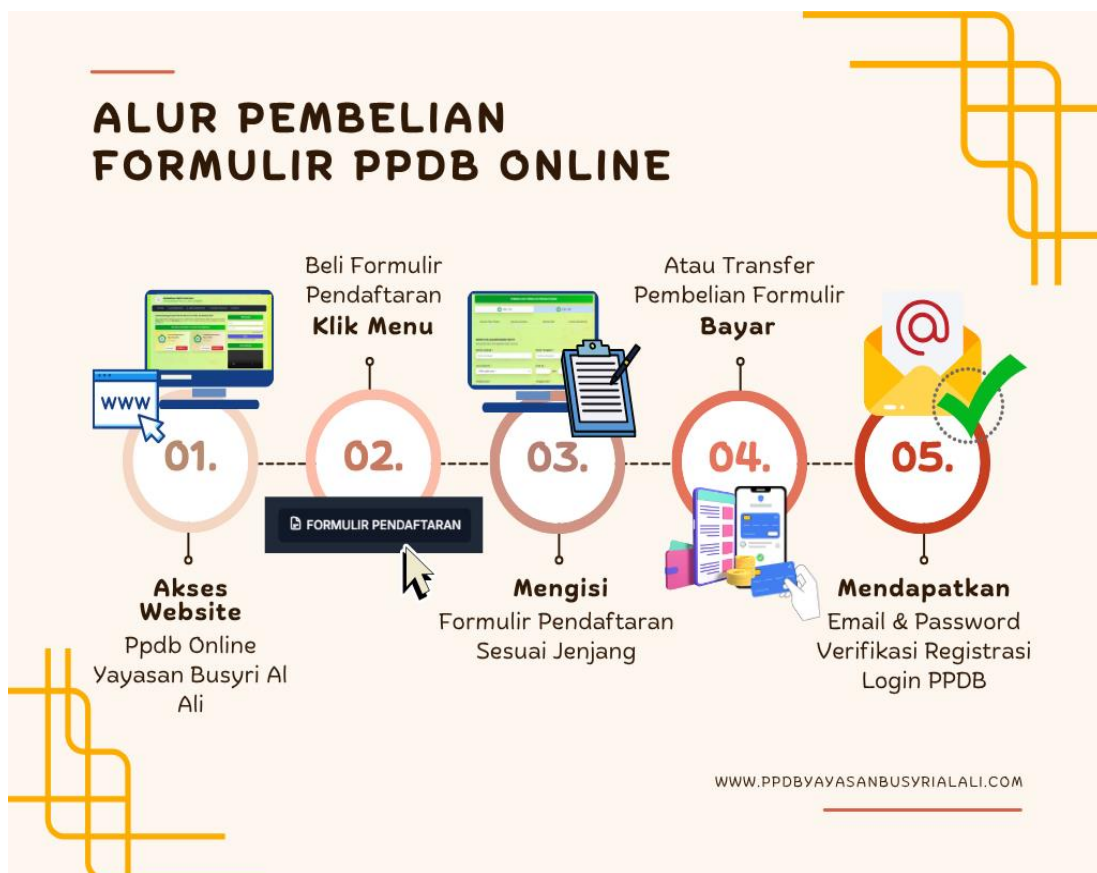 ALUR PEMBELIAN
FORMULIR PPDB ONLINE
WWW
01.
Akses
Website
Ppdb Online
Yayasan Busyri Al
Ali
Beli Formulir
Pendaftaran
Klik Menu
02.
FORMULIR PENDAFTARAN
03.
Mengisi
Formulir Pendaftaran
Sesuai Jenjang
Atau Transfer
Pembelian Formulir
Bayar
04.
@
05.
Mendapatkan
Email & Password
Verifikasi Registrasi
Login PPDB
WWW.PPDBYAYASANBUSYRIALALI.COM